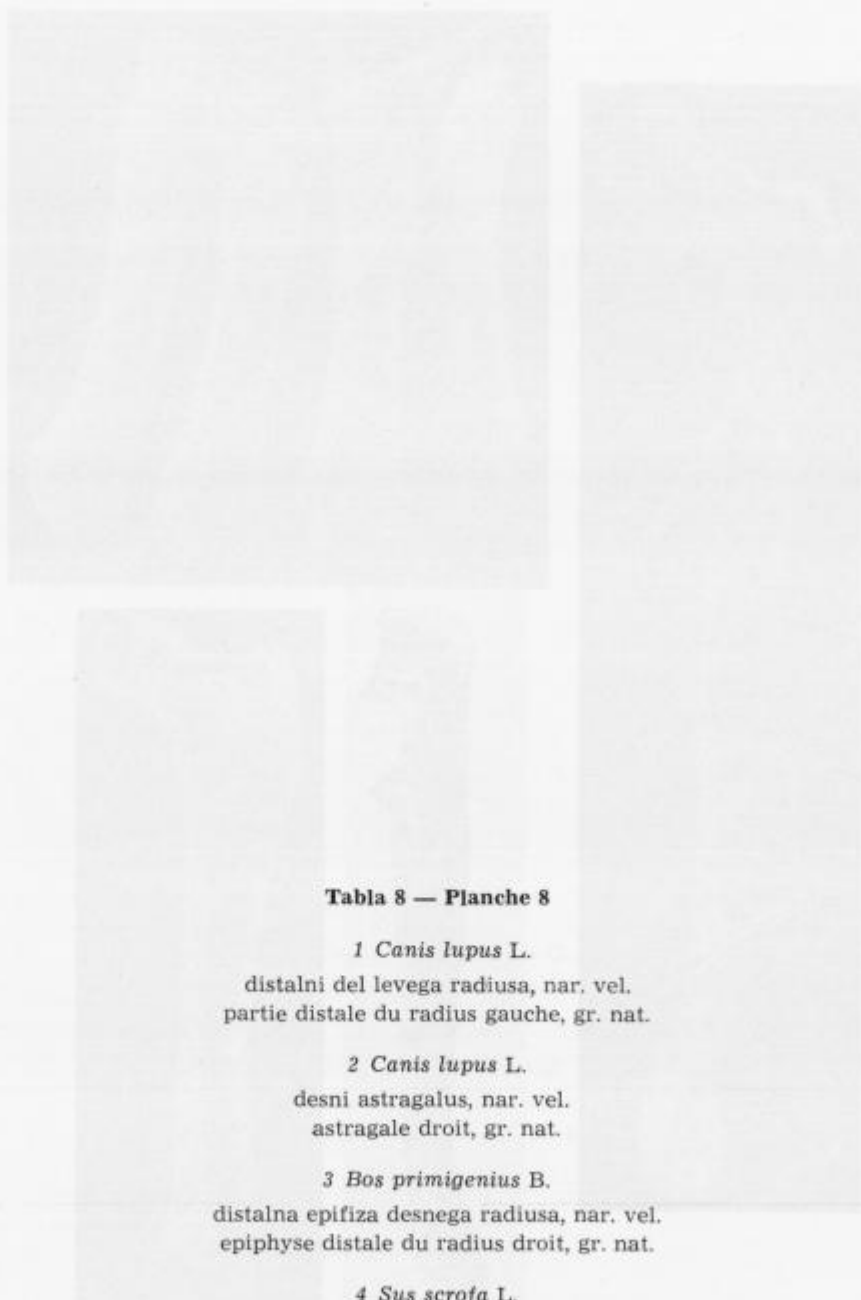 Tabla 8 — Planche 8
1 Canis lupus L.
distalni del levega radiusa, nar. vel.
partie distale du radius gauche, gr. nat.
2 Canis lupus L.
desni astragalus, nar. vel.
astragale droit, gr. nat.
3 Bos primigenius B.
distalna epifiza desnega radiusa, nar. vel.
epiphyse distale du radius droit, gr. nat.
4 Sus scrofa L.